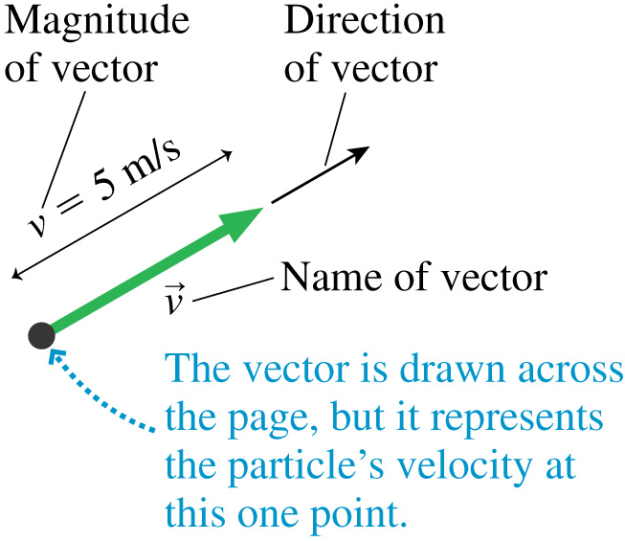 Magnitude
of vector
Direction
of vector
v = 5 m/s
v⃗
Name of vector
The vector is drawn across
the page, but it represents
the particle’s velocity at
this one point.